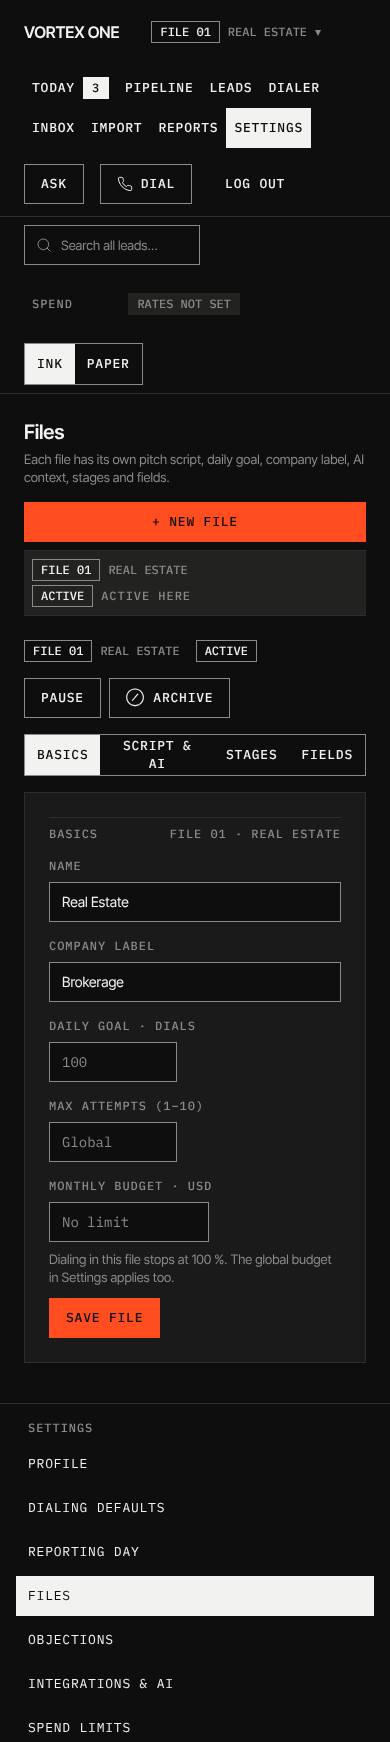 VORTEX ONE FILE 01 REAL ESTATE ▼
TODAY 3 PIPELINE LEADS DIALER
INBOX IMPORT REPORTS SETTINGS
ASK DIAL LOG OUT
Search all leads…
SPEND RATES NOT SET
INK PAPER
Files
Each file has its own pitch script, daily goal, company label, AI
context, stages and fields.
+ NEW FILE
FILE 01 REAL ESTATE
ACTIVE ACTIVE HERE
FILE 01 REAL ESTATE ACTIVE
PAUSE ARCHIVE
BASICS SCRIPT & AI STAGES FIELDS
BASICS FILE 01 · REAL ESTATE
NAME
Real Estate
COMPANY LABEL
Brokerage
DAILY GOAL · DIALS
100
MAX ATTEMPTS (1–10)
Global
MONTHLY BUDGET · USD
No limit
Dialing in this file stops at 100 %. The global budget
in Settings applies too.
SAVE FILE
SETTINGS
PROFILE
DIALING DEFAULTS
REPORTING DAY
FILES
OBJECTIONS
INTEGRATIONS & AI
SPEND LIMITS